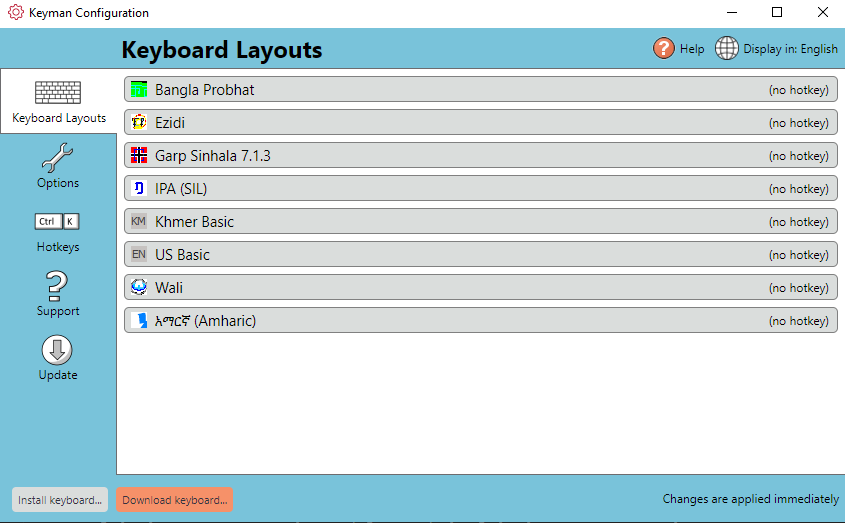 Keyman Configuration
Keyboard Layouts
Help
Display in: English
Keyboard Layouts
Options
Ctrl K
Hotkeys
Support
Update
Bangla Probhat (no hotkey)
Ezidi (no hotkey)
Garp Sinhala 7.1.3 (no hotkey)
IPA (SIL) (no hotkey)
KM Khmer Basic (no hotkey)
EN US Basic (no hotkey)
Wali (no hotkey)
አማርኛ (Amharic) (no hotkey)
Install keyboard... Download keyboard... Changes are applied immediately